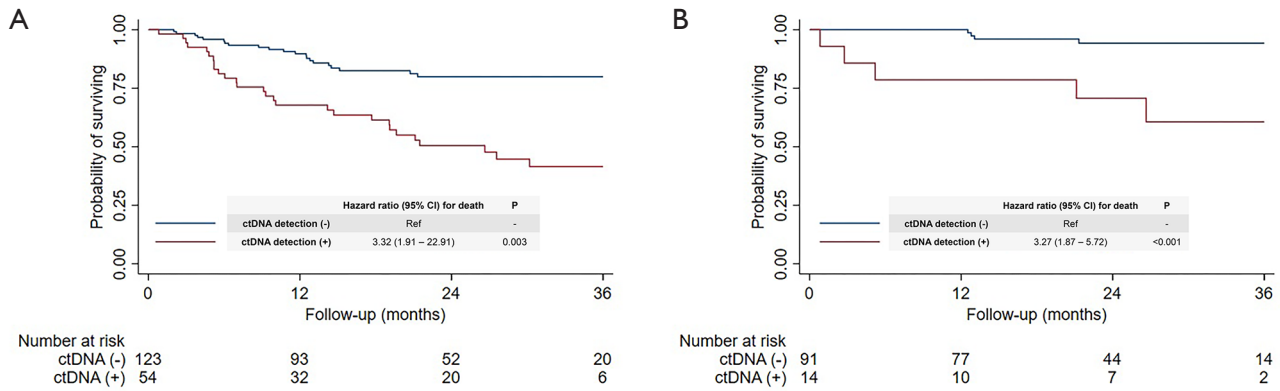 A
Probability of surviving
1.00
0.75
0.50
0.25
0.00
Hazard ratio (95% CI) for death P
ctDNA detection (-) Ref -
ctDNA detection (+) 3.32 (1.91 – 22.91) 0.003
0 12 24 36
Follow-up (months)
Number at risk
ctDNA (-) 123 93 52 20
ctDNA (+) 54 32 20 6
B
Probability of surviving
1.00
0.75
0.50
0.25
0.00
Hazard ratio (95% CI) for death P
ctDNA detection (-) Ref -
ctDNA detection (+) 3.27 (1.87 – 5.72) <0.001
0 12 24 36
Follow-up (months)
Number at risk
ctDNA (-) 91 77 44 14
ctDNA (+) 14 10 7 2